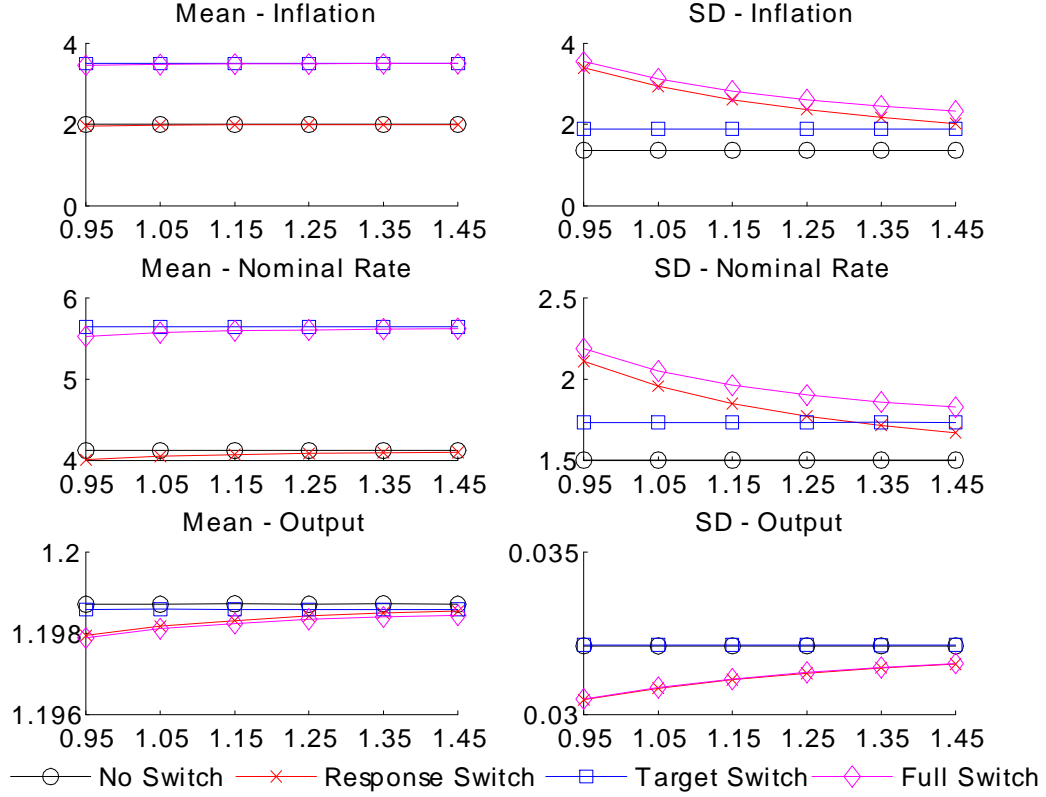 Mean - Inflation
SD - Inflation
4
2
0
0.95 1.05 1.15 1.25 1.35 1.45
4
2
0
0.95 1.05 1.15 1.25 1.35 1.45
Mean - Nominal Rate
SD - Nominal Rate
6
5
4
0.95 1.05 1.15 1.25 1.35 1.45
2.5
2
1.5
0.95 1.05 1.15 1.25 1.35 1.45
Mean - Output
SD - Output
1.2
1.198
1.196
0.95 1.05 1.15 1.25 1.35 1.45
0.035
0.03
0.95 1.05 1.15 1.25 1.35 1.45
No Switch Response Switch Target Switch Full Switch